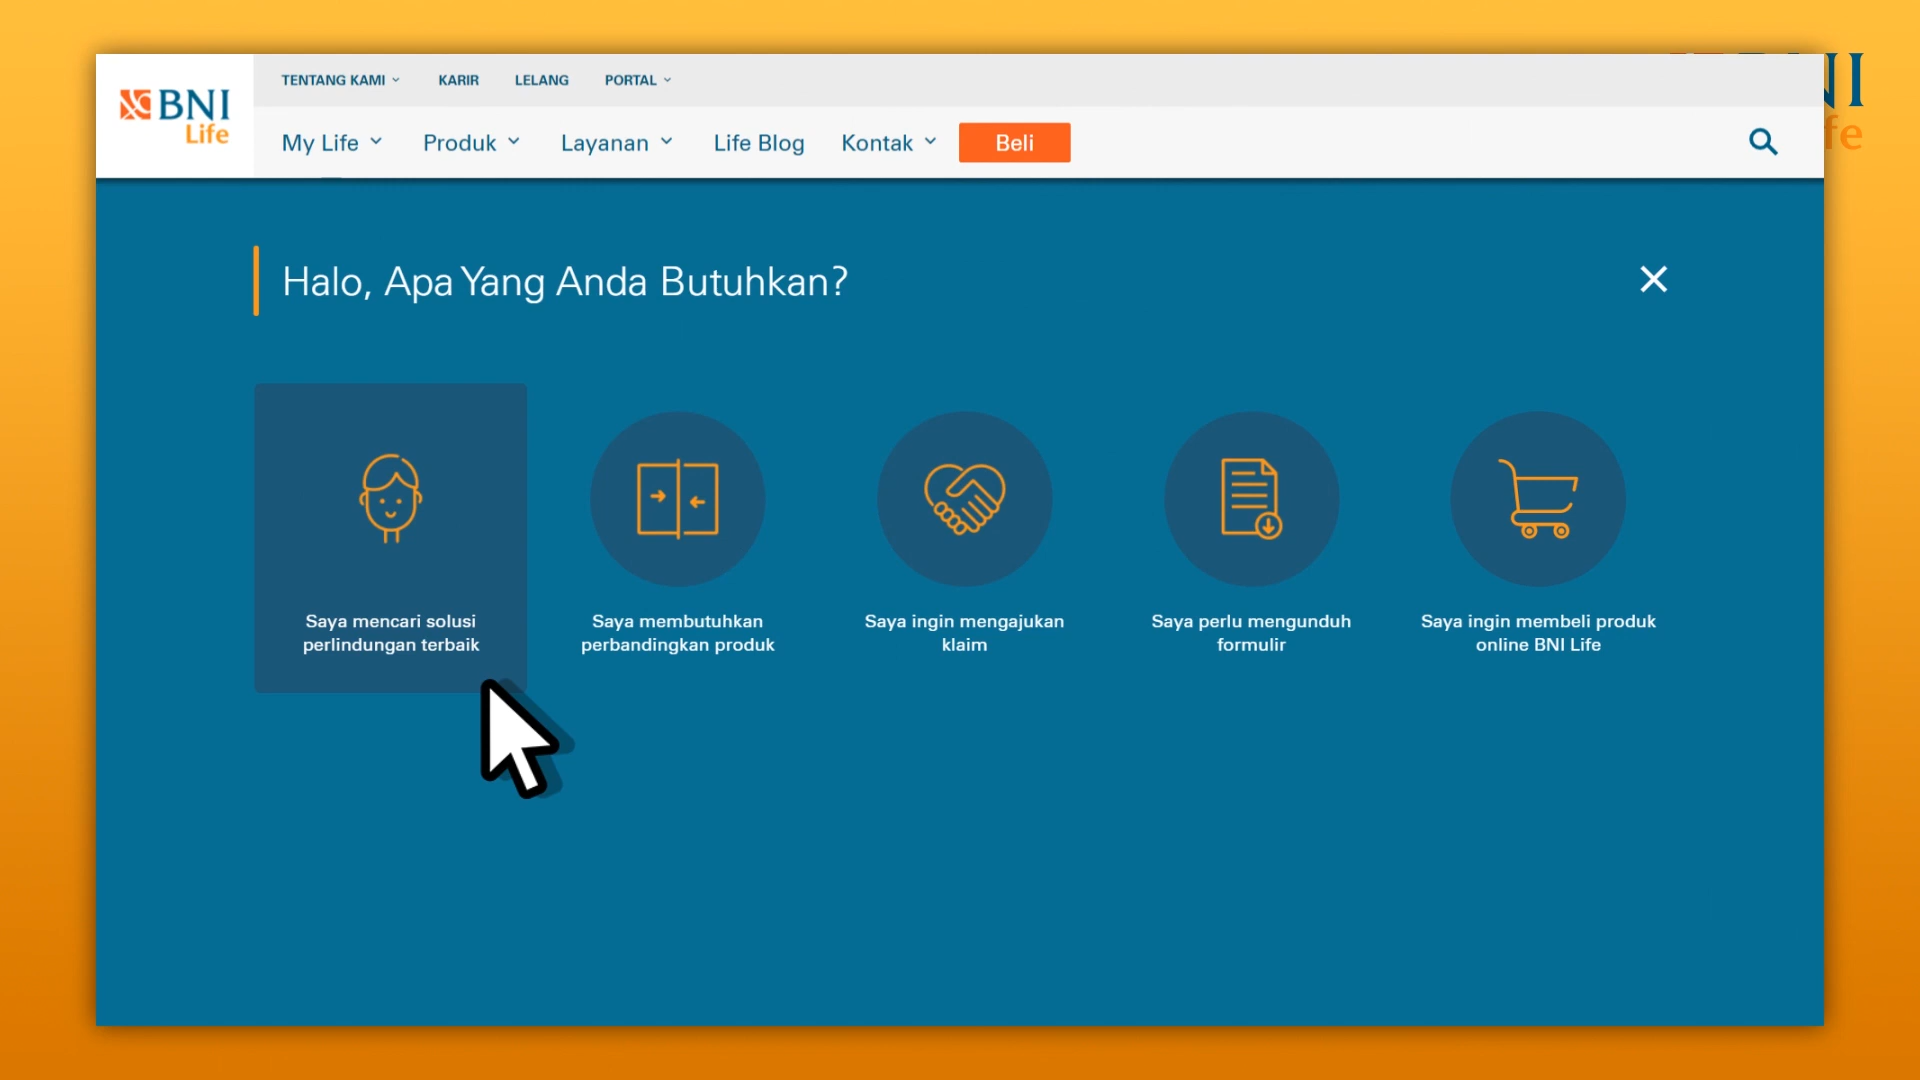 TENTANG KAMI
KARIR
LELANG
PORTAL
BNI
Life
My Life
Produk
Layanan
Life Blog
Kontak
Beli
Halo, Apa Yang Anda Butuhkan?
Saya mencari solusi
perlindungan terbaik
Saya membutuhkan
perbandingkan produk
Saya ingin mengajukan
klaim
Saya perlu mengunduh
formulir
Saya ingin membeli produk
online BNI Life